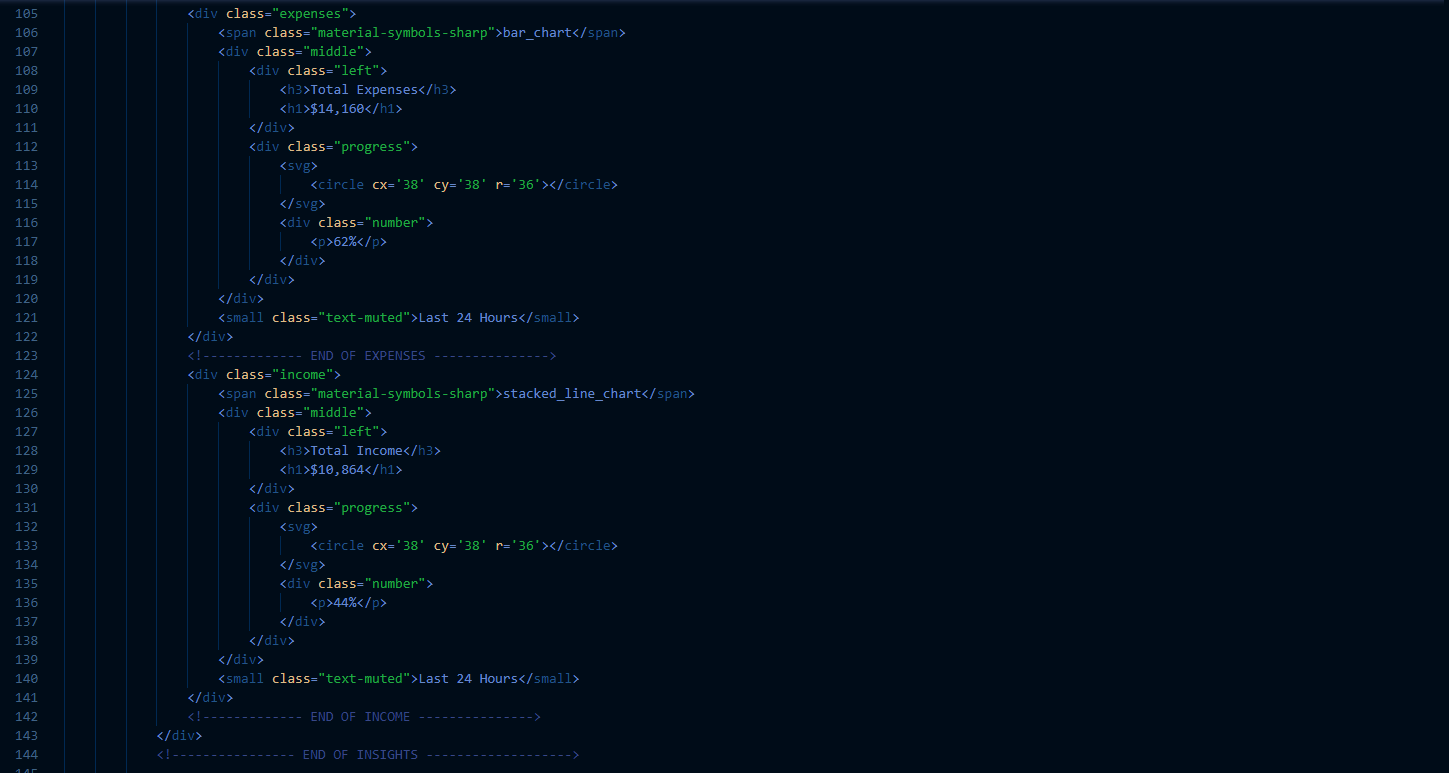 105 <div class="expenses">
106 <span class="material-symbols-sharp">bar_chart</span>
107 <div class="middle">
108 <div class="left">
109 <h3>Total Expenses</h3>
110 <h1>$14,160</h1>
111 </div>
112 <div class="progress">
113 <svg>
114 <circle cx='38' cy='38' r='36'></circle>
115 </svg>
116 <div class="number">
117 <p>62%</p>
118 </div>
119 </div>
120 </div>
121 <small class="text-muted">Last 24 Hours</small>
122 </div>
123 <!------------- END OF EXPENSES --------------->
124 <div class="income">
125 <span class="material-symbols-sharp">stacked_line_chart</span>
126 <div class="middle">
127 <div class="left">
128 <h3>Total Income</h3>
129 <h1>$10,864</h1>
130 </div>
131 <div class="progress">
132 <svg>
133 <circle cx='38' cy='38' r='36'></circle>
134 </svg>
135 <div class="number">
136 <p>44%</p>
137 </div>
138 </div>
139 </div>
140 <small class="text-muted">Last 24 Hours</small>
141 </div>
142 <!------------- END OF INCOME --------------->
143 </div>
144 <!---------------- END OF INSIGHTS ------------------->
145